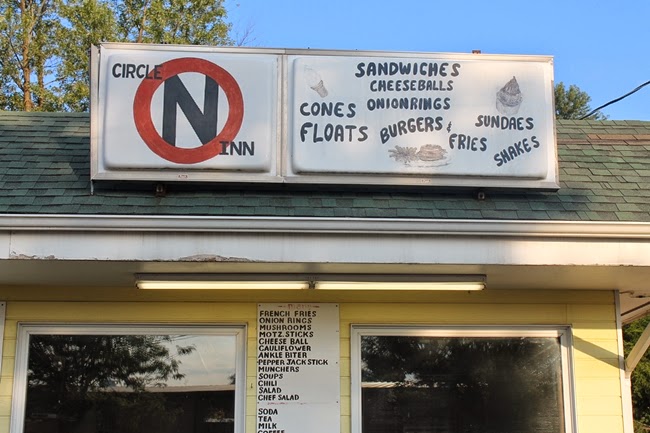 CIRCLE
N
INN
SANDWICHES
CHEESEBALLS
CONES
ONIONRINGS
FLOATS
BURGERS &
FRIES
SUNDAES
SHAKES
FRENCH FRIES
ONION RINGS
MUSHROOMS
MOTZ. STICKS
CHEESE BALL
CAULIFLOWER
ANKLE BITER
PEPPER JACK STICK
MUNCHERS
SOUPS
CHILI
SALAD
CHEF SALAD
SODA
TEA
MILK
COFFEE